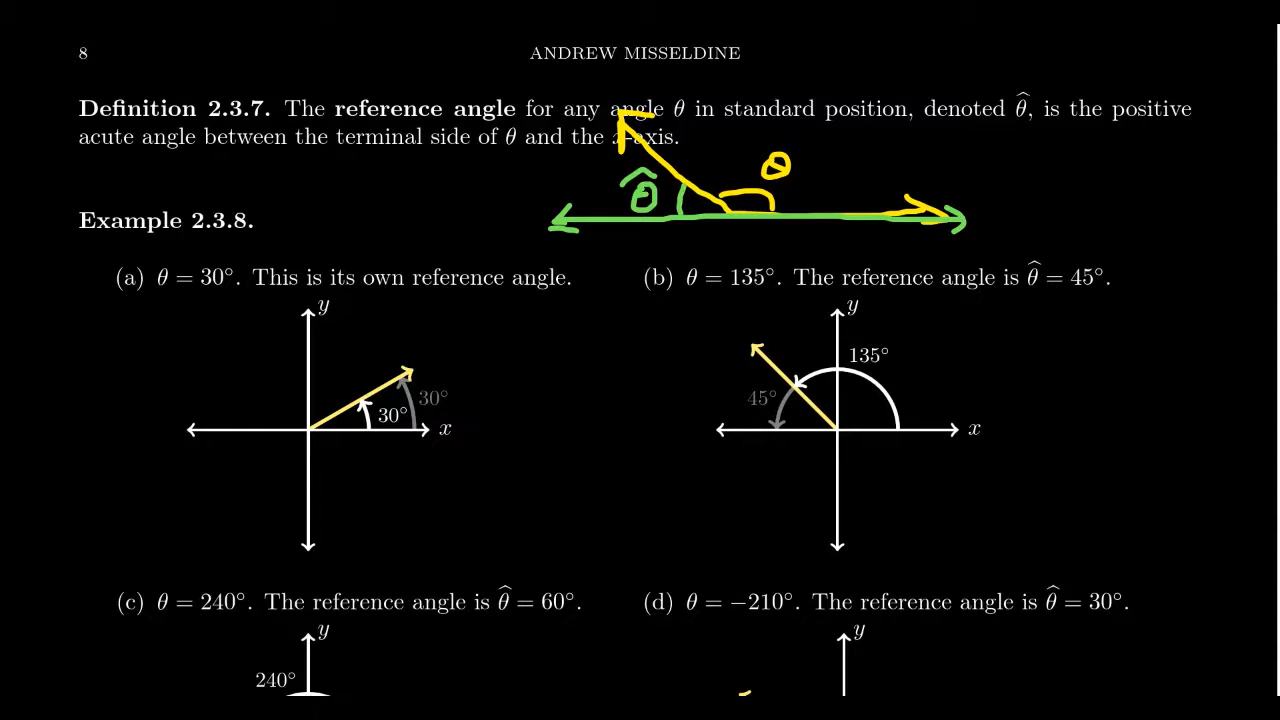 8 ANDREW MISSELDINE
Definition 2.3.7. The reference angle for any angle θ in standard position, denoted θ̂, is the positive
acute angle between the terminal side of θ and the x-axis.
θ
θ̂
Example 2.3.8.
(a) θ = 30°. This is its own reference angle.
y
30°
30°
x
(b) θ = 135°. The reference angle is θ̂ = 45°.
y
135°
45°
x
(c) θ = 240°. The reference angle is θ̂ = 60°.
y
240°
(d) θ = −210°. The reference angle is θ̂ = 30°.
y